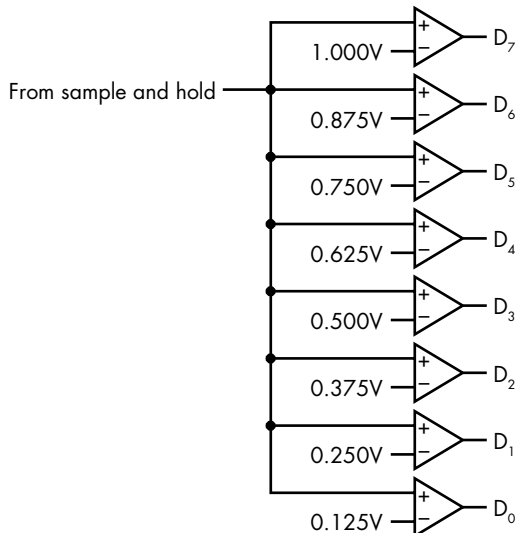 +
− D₇
1.000V
From sample and hold
+
− D₆
0.875V
+
− D₅
0.750V
+
− D₄
0.625V
+
− D₃
0.500V
+
− D₂
0.375V
+
− D₁
0.250V
+
− D₀
0.125V